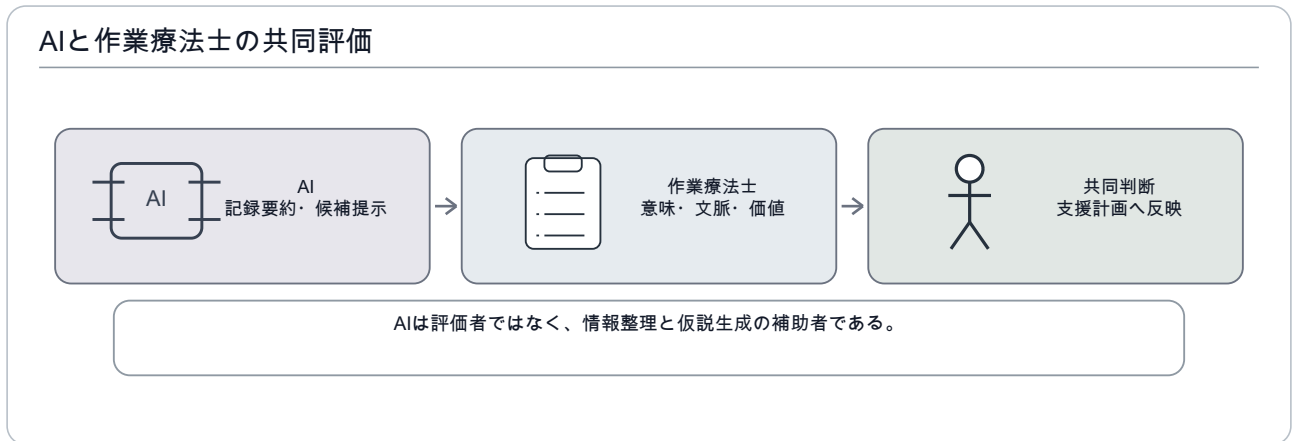 AIと作業療法士の共同評価
AI
AI
記録要約・候補提示
作業療法士
意味・文脈・価値
共同判断
支援計画へ反映
AIは評価者ではなく、情報整理と仮説生成の補助者である。